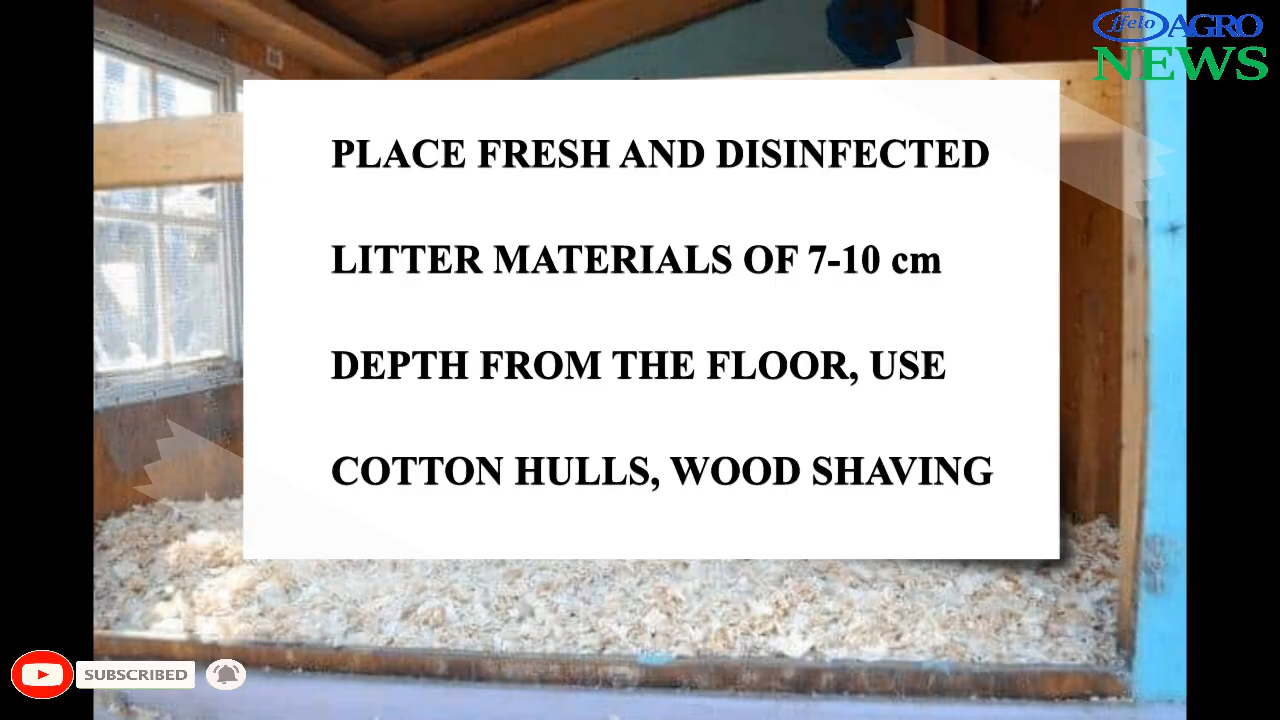 ffelo AGRO
NEWS
PLACE FRESH AND DISINFECTED
LITTER MATERIALS OF 7-10 cm
DEPTH FROM THE FLOOR, USE
COTTON HULLS, WOOD SHAVING
SUBSCRIBED